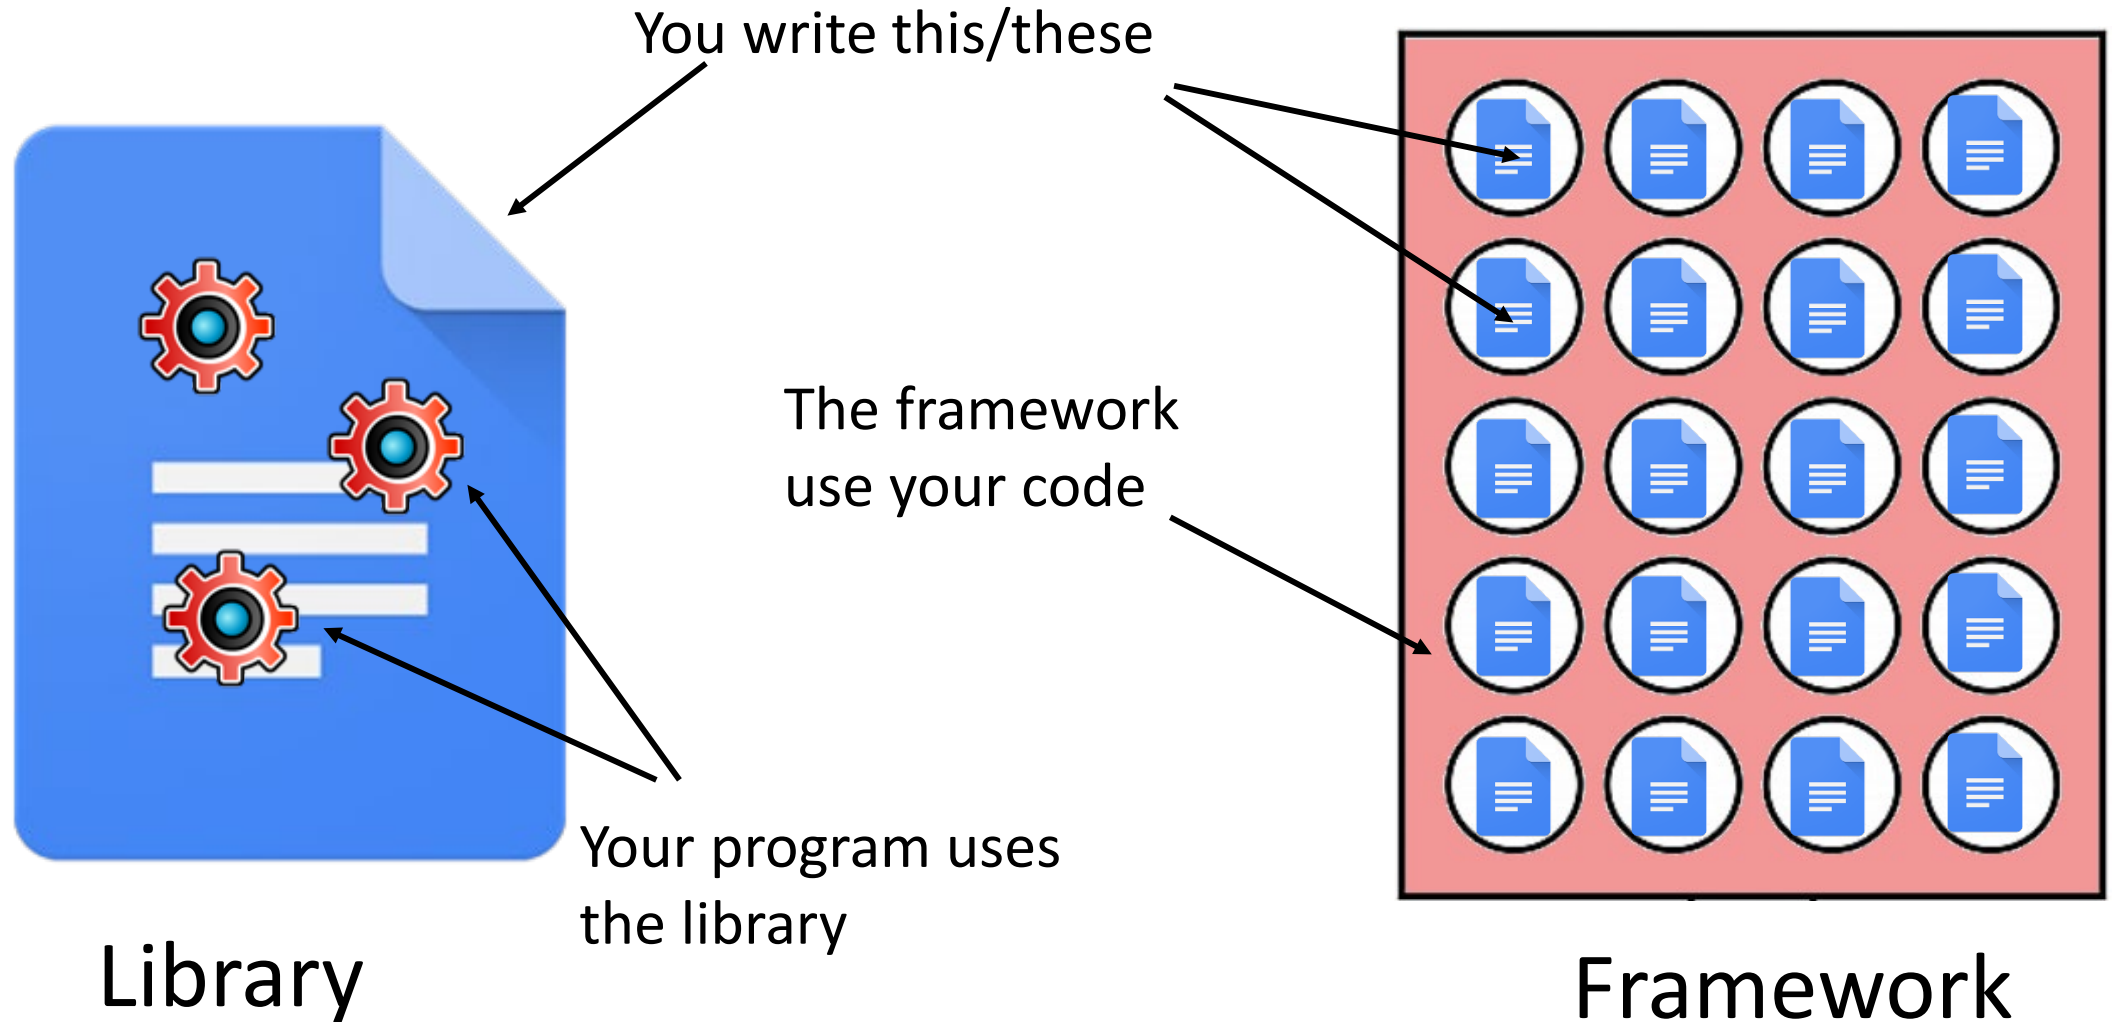 You write this/these
The framework
use your code
Your program uses
the library
Library
Framework